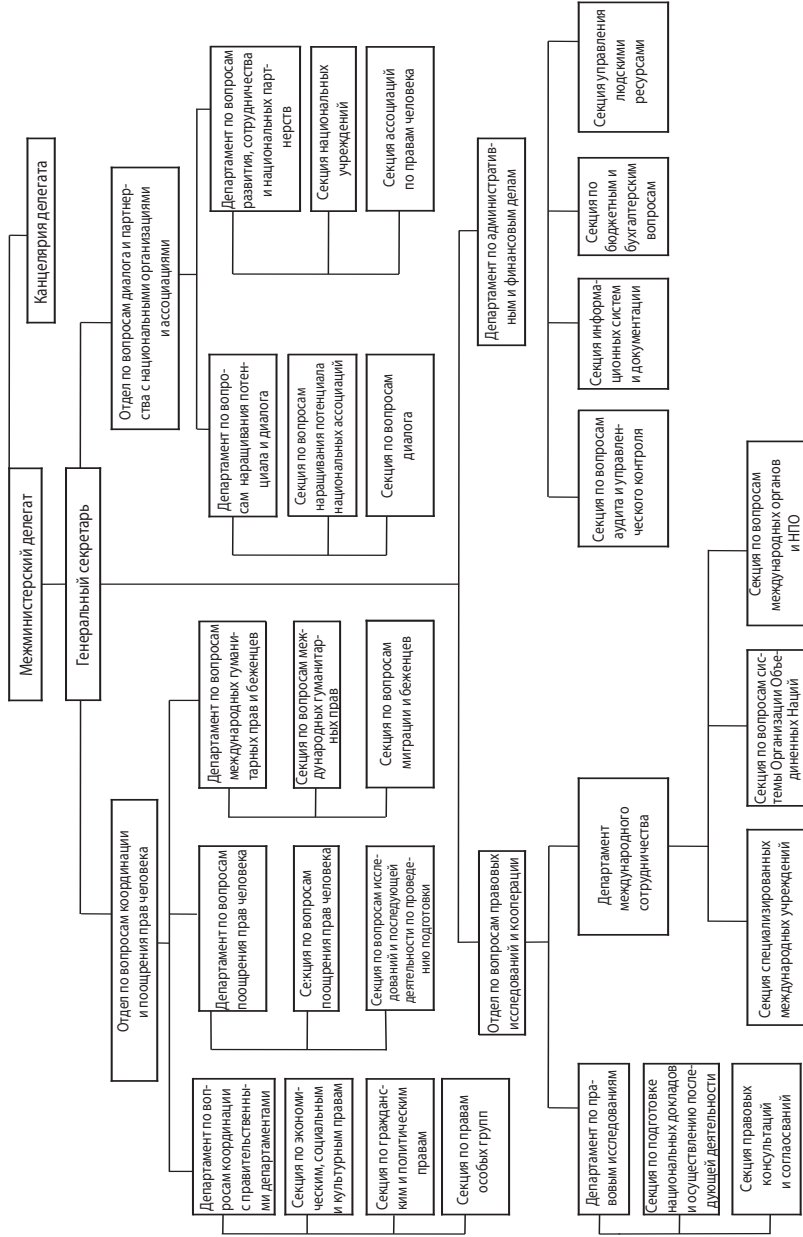 Межминистерский делегат
Канцелярия делегата
Генеральный секретарь
Отдел по вопросам координации
и поощрения прав человека
Отдел по вопросам диалога и партнер-
ства с национальными организациями
и ассоциациями
Департамент по воп-
росам координации
с правительственны-
ми департаментами
Секция по экономи-
ческим, социальным
и культурным правам
Секция по гражданс-
ким и политическим
правам
Секция по правам
особых групп
Департамент по вопросам
поощрения прав человека
Се:кция по вопросам
поощрения прав человека
Секция по вопросам иссле-
дований и последующей
деятельности по проведе-
нию подготовки
Департамент по вопросам
международных гумани-
тарных прав и беженцев
Секция по вопросам меж-
дународных гуманитар-
ных прав
Секция по вопросам
миграции и беженцев
Департамент по вопро-
сам наращивания потен-
циала и диалога
Секция по вопросам
наращивания потенциала
национальных ассоциаций
Секция по вопросам
диалога
Департамент по вопросам
развития, сотрудничества
и национальных парт-
нерств
Секция национальных
учреждений
Секция ассоциаций
по правам человека
Отдел по вопросам правовых
исследований и кооперации
Департамент по административ-
ным и финансовым делам
Департамент по пра-
вовым исследованиям
Секция по подготовке
национальных докладов
и осуществлению после-
дующей деятельности
Секция правовых
консультаций
и согласований
Департамент
международного
сотрудничества
Секция специализированных
международных учреждений
Секция по вопросам сис-
темы Организации Объе-
диненных Наций
Секция по вопросам
международных органов
и НПО
Секция по вопросам
аудита и управлен-
ческого контроля
Секция информа-
ционных систем
и документации
Секция по
бюджетным и
бухгалтерским
вопросам
Секция управления
людскими
ресурсами